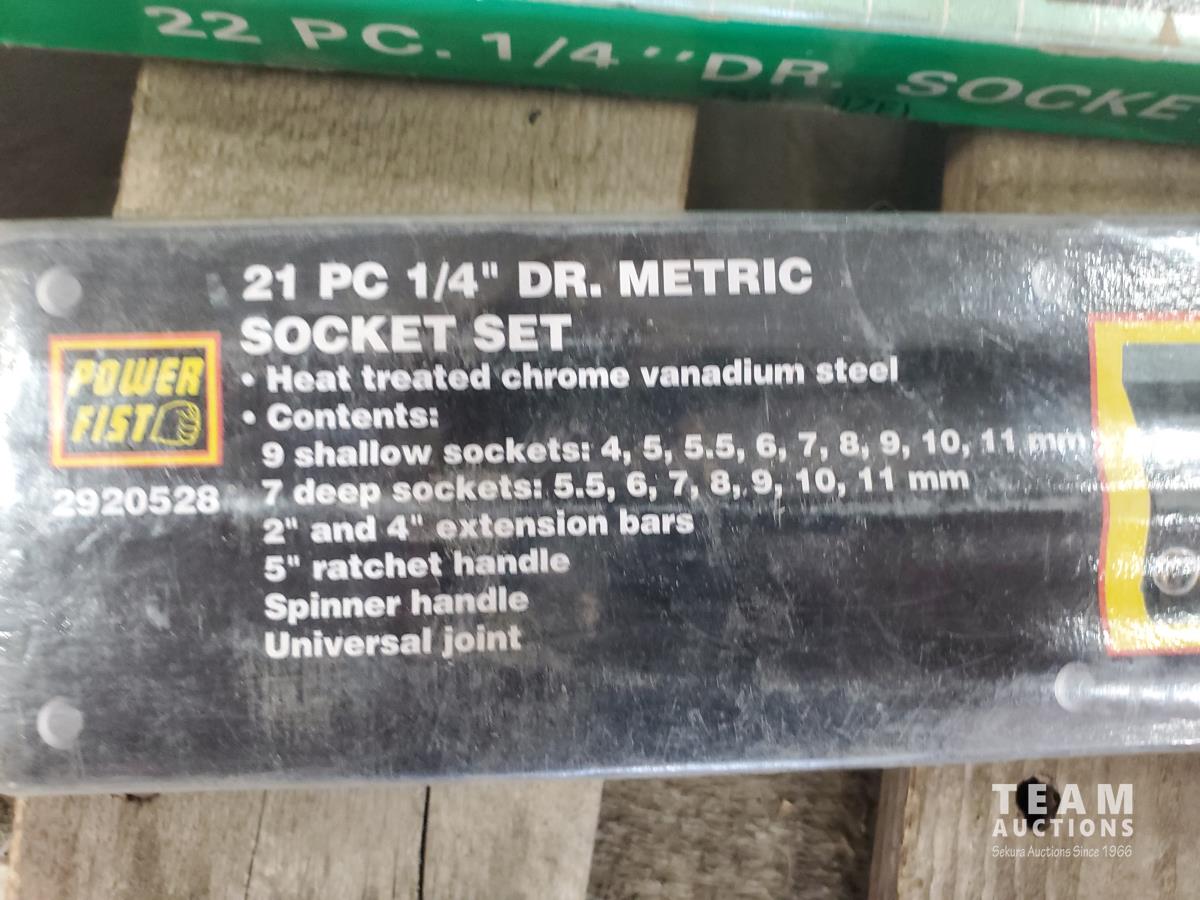 22 PC. 1/4"DR. SOCKE
21 PC 1/4" DR. METRIC
SOCKET SET
• Heat treated chrome vanadium steel
• Contents:
9 shallow sockets: 4, 5, 5.5, 6, 7, 8, 9, 10, 11 mm
7 deep sockets: 5.5, 6, 7, 8, 9, 10, 11 mm
2" and 4" extension bars
5" ratchet handle
Spinner handle
Universal joint
POWER
FIST
2920528
TEAM
AUCTIONS
Sekura Auctions Since 1966